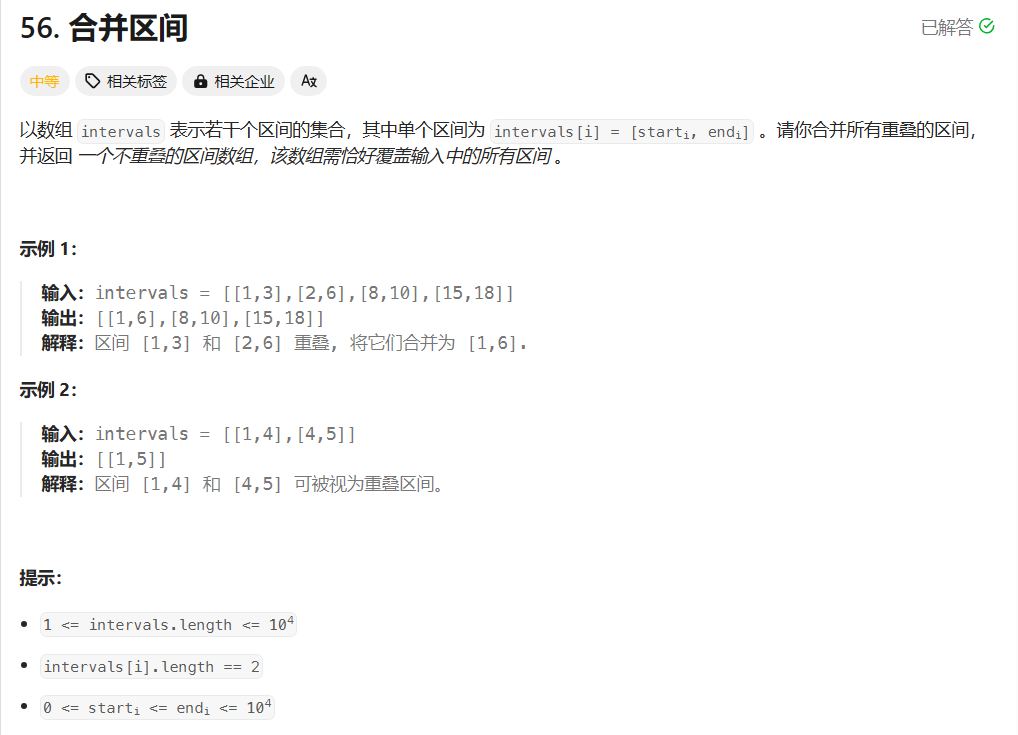 56. 合并区间
已解答
中等
相关标签
相关企业
以数组 intervals 表示若干个区间的集合，其中单个区间为 intervals[i] = [starti, endi] 。请你合并所有重叠的区间，
并返回 一个不重叠的区间数组，该数组需恰好覆盖输入中的所有区间 。
示例 1：
输入：intervals = [[1,3],[2,6],[8,10],[15,18]]
输出：[[1,6],[8,10],[15,18]]
解释：区间 [1,3] 和 [2,6] 重叠, 将它们合并为 [1,6].
示例 2：
输入：intervals = [[1,4],[4,5]]
输出：[[1,5]]
解释：区间 [1,4] 和 [4,5] 可被视为重叠区间。
提示：
1 <= intervals.length <= 10^4
intervals[i].length == 2
0 <= starti <= endi <= 10^4